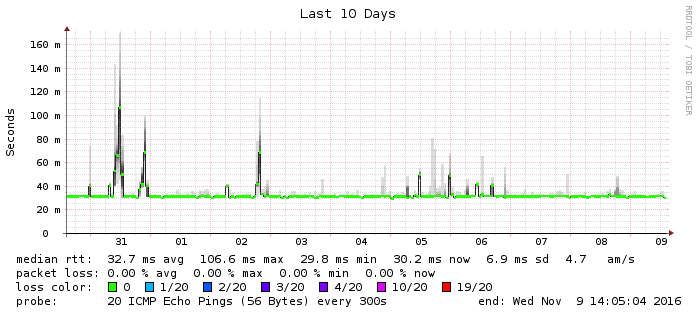 Last 10 Days
RRDTOOL / TOBI OETIKER
Seconds
160 m
140 m
120 m
100 m
80 m
60 m
40 m
20 m
0
31 01 02 03 04 05 06 07 08 09
median rtt: 32.7 ms avg 106.6 ms max 29.8 ms min 30.2 ms now 6.9 ms sd 4.7 am/s
packet loss: 0.00 % avg 0.00 % max 0.00 % min 0.00 % now
loss color: 0 1/20 2/20 3/20 4/20 10/20 19/20
probe: 20 ICMP Echo Pings (56 Bytes) every 300s end: Wed Nov 9 14:05:04 2016